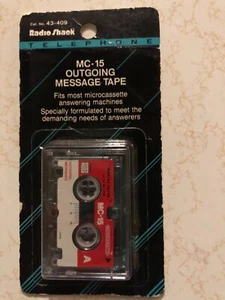 Cat. No. 43-409
Radio Shack
TELEPHONE
MC-15
OUTGOING
MESSAGE TAPE
Fits most microcassette
answering machines
Specially formulated to meet the
demanding needs of answerers
MC-15
A